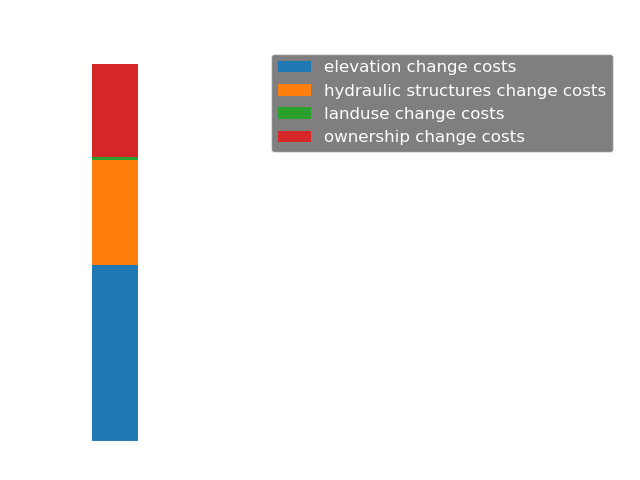 elevation change costs
hydraulic structures change costs
landuse change costs
ownership change costs